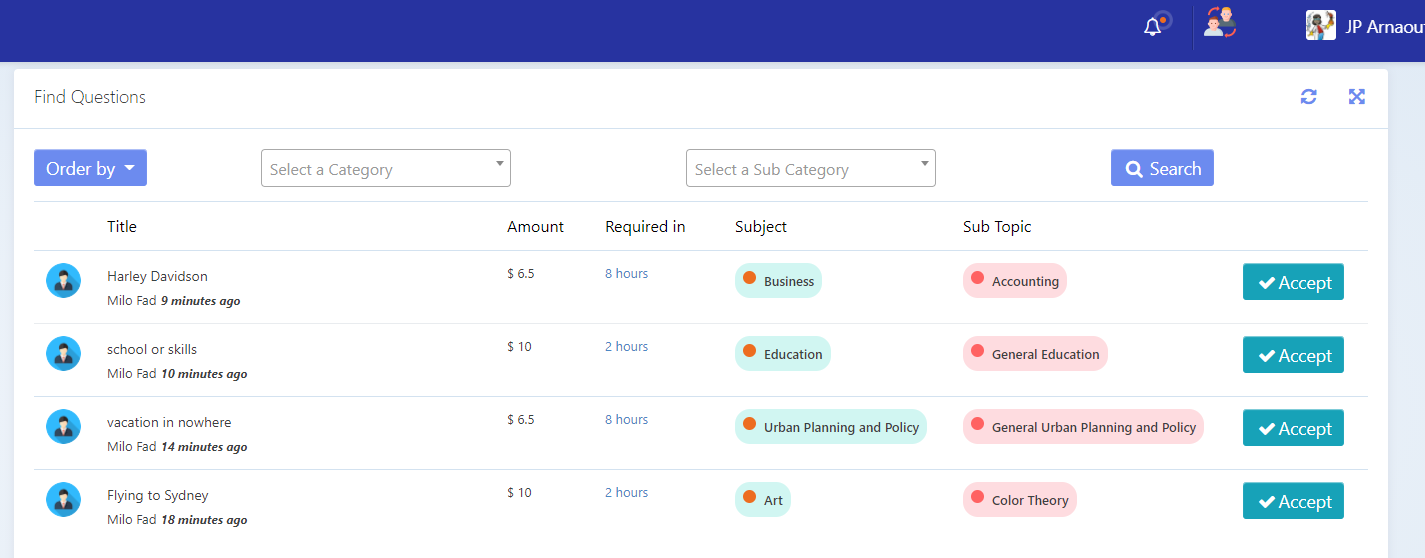 JP Arnaou
Find Questions
Order by
Select a Category
Select a Sub Category
Search
Title Amount Required in Subject Sub Topic
Harley Davidson $ 6.5 8 hours Business Accounting Accept
Milo Fad 9 minutes ago
school or skills $ 10 2 hours Education General Education Accept
Milo Fad 10 minutes ago
vacation in nowhere $ 6.5 8 hours Urban Planning and Policy General Urban Planning and Policy Accept
Milo Fad 14 minutes ago
Flying to Sydney $ 10 2 hours Art Color Theory Accept
Milo Fad 18 minutes ago